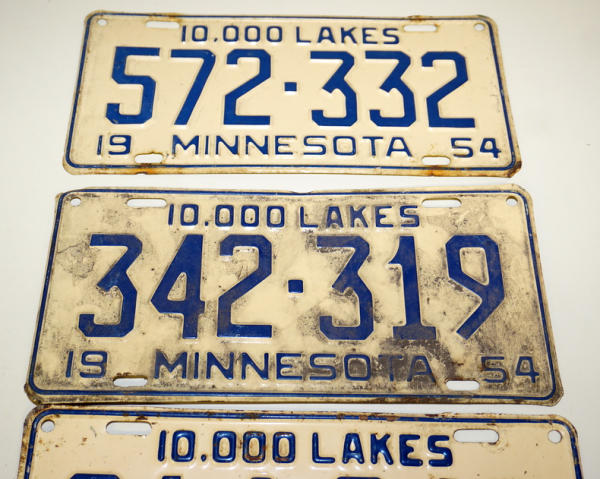 10,000 LAKES
572·332
19 MINNESOTA 54
10,000 LAKES
342·319
19 MINNESOTA 54
10,000 LAKES